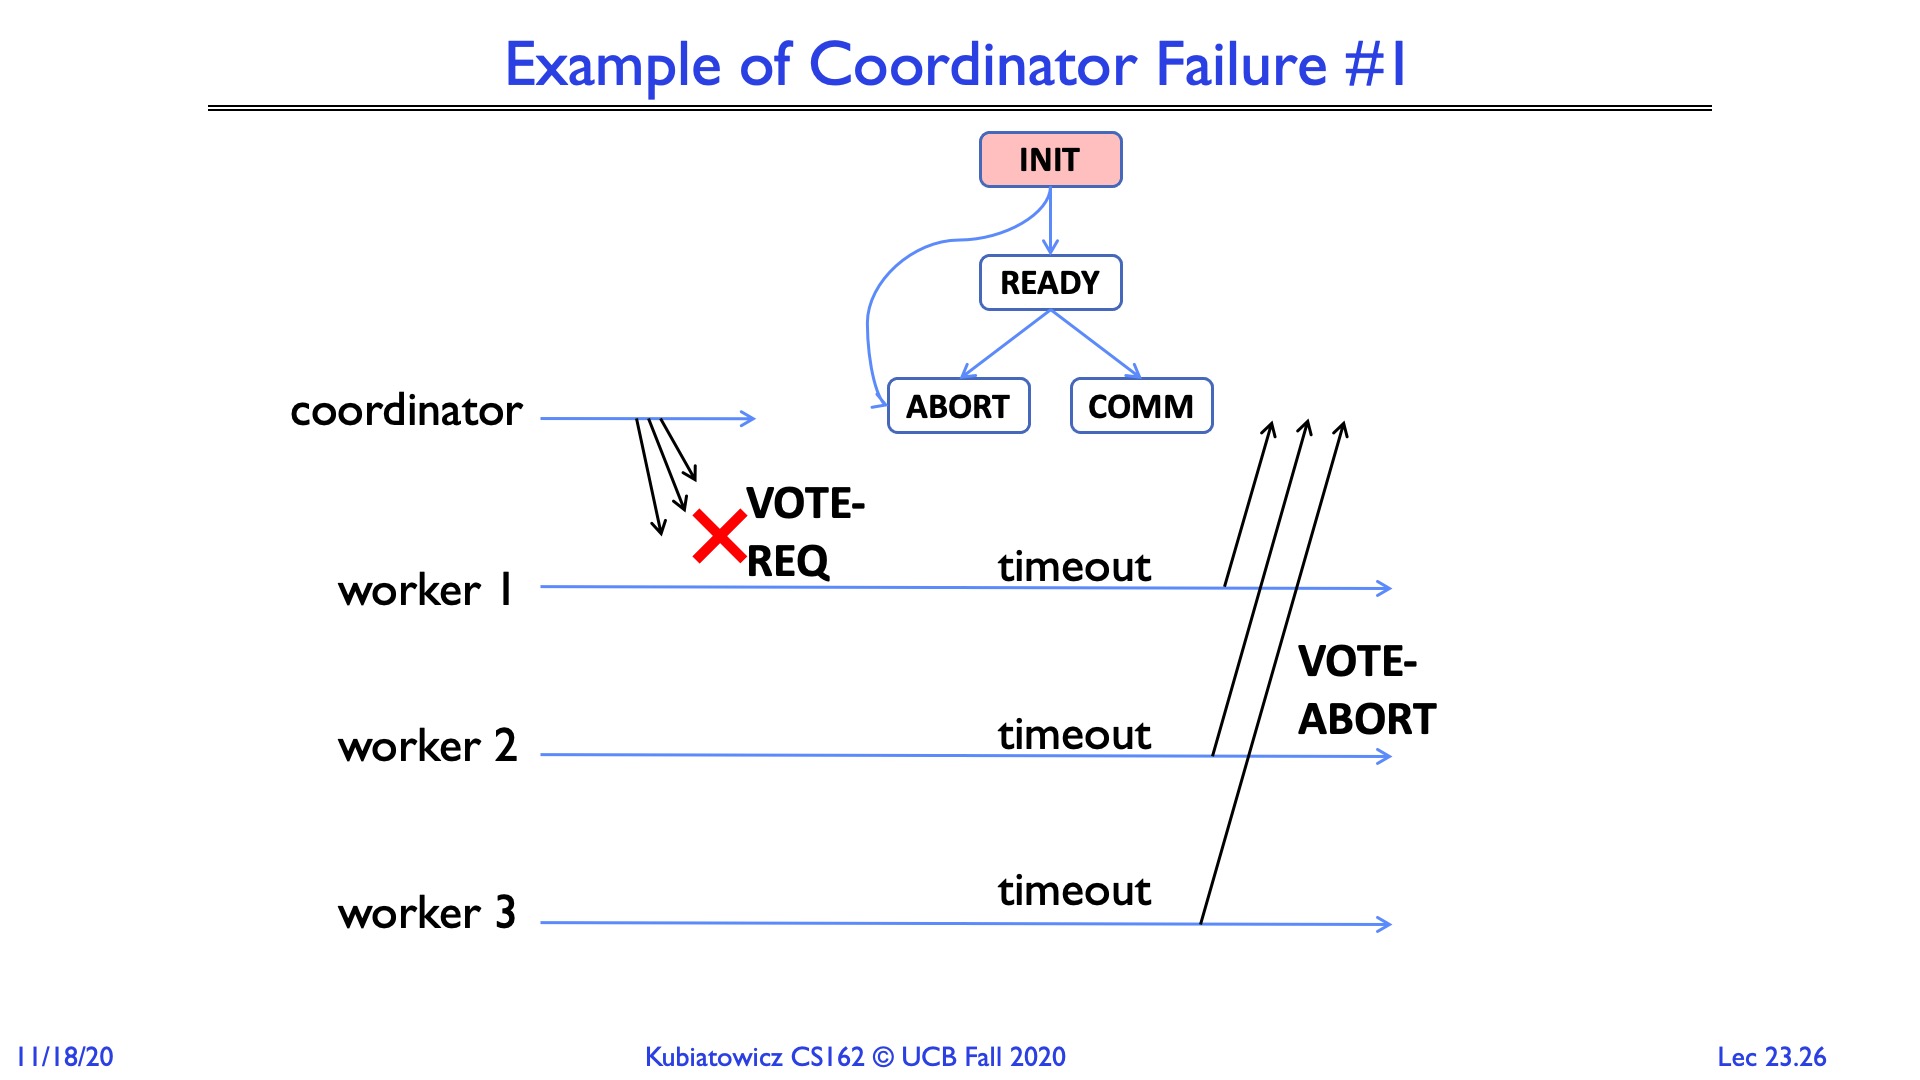 Example of Coordinator Failure #1
INIT
READY
ABORT
COMM
coordinator
VOTE-
REQ
timeout
worker 1
VOTE-
ABORT
timeout
worker 2
timeout
worker 3
11/18/20
Kubiatowicz CS162 © UCB Fall 2020
Lec 23.26